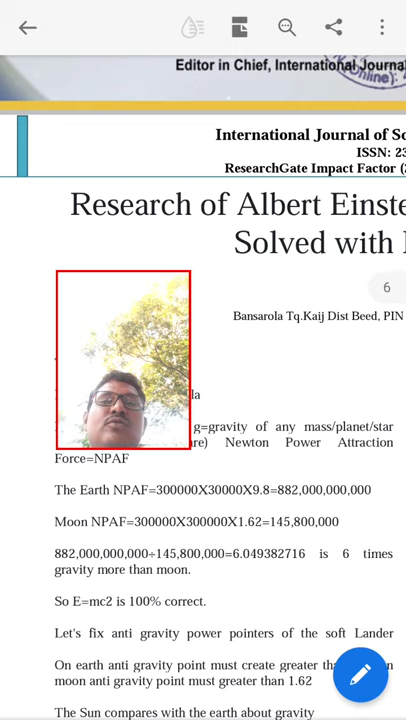 Online):
Editor in Chief, International Journa
International Journal of Sc
ISSN: 23
ResearchGate Impact Factor (2
Research of Albert Einste
Solved with
6
Bansarola Tq.Kaij Dist Beed, PIN
la
g=gravity of any mass/planet/star
are) Newton Power Attraction
Force=NPAF
The Earth NPAF=300000X30000X9.8=882,000,000,000
Moon NPAF=300000X300000X1.62=145,800,000
882,000,000,000÷145,800,000=6.049382716 is 6 times
gravity more than moon.
So E=mc2 is 100% correct.
Let's fix anti gravity power pointers of the soft Lander
On earth anti gravity point must create greater tha n
moon anti gravity point must greater than 1.62
The Sun compares with the earth about gravity